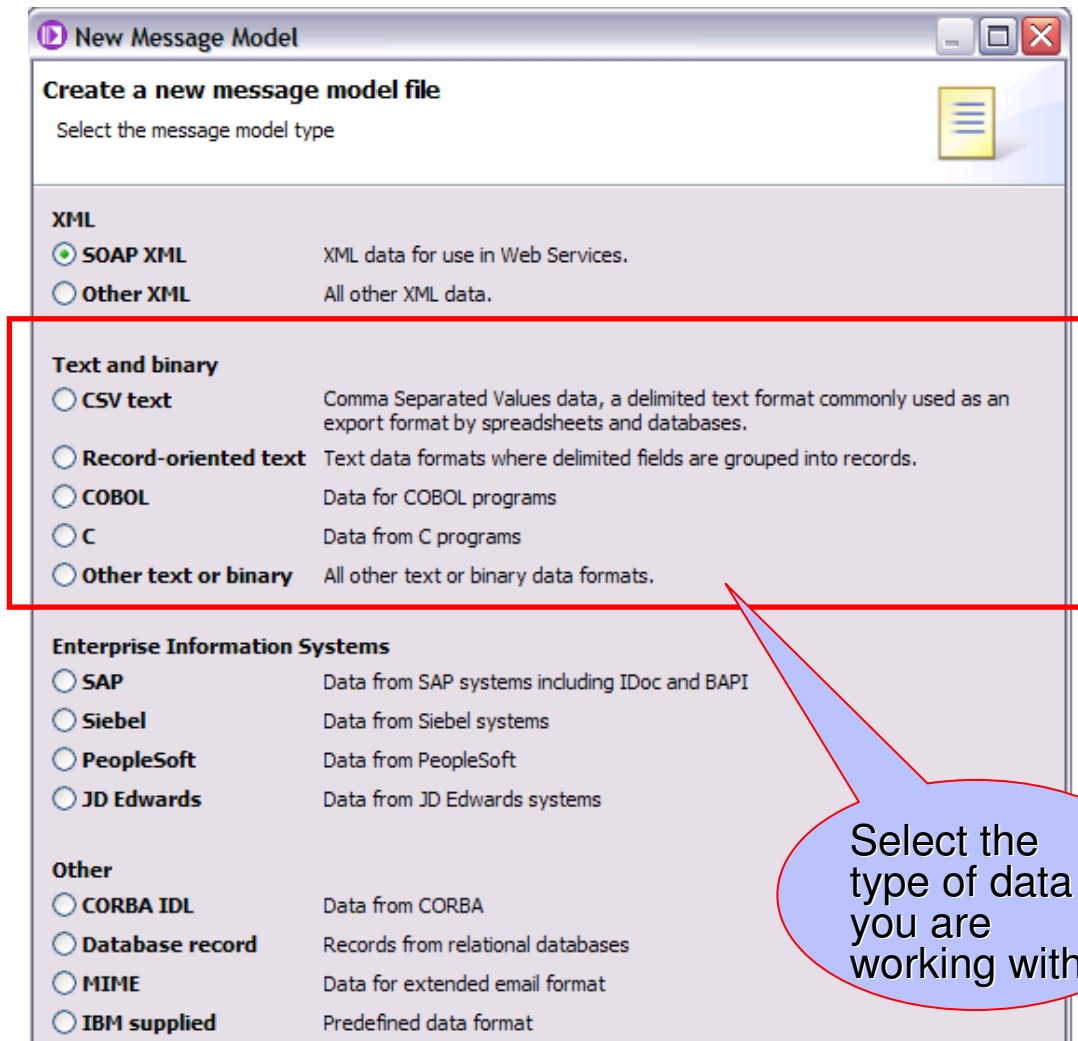 New Message Model
Create a new message model file
Select the message model type
XML
SOAP XML XML data for use in Web Services.
Other XML All other XML data.
Text and binary
CSV text Comma Separated Values data, a delimited text format commonly used as an
export format by spreadsheets and databases.
Record-oriented text Text data formats where delimited fields are grouped into records.
COBOL Data for COBOL programs
C Data from C programs
Other text or binary All other text or binary data formats.
Enterprise Information Systems
SAP Data from SAP systems including IDoc and BAPI
Siebel Data from Siebel systems
PeopleSoft Data from PeopleSoft
JD Edwards Data from JD Edwards systems
Other
CORBA IDL Data from CORBA
Database record Records from relational databases
MIME Data for extended email format
IBM supplied Predefined data format
Select the
type of data
you are
working with